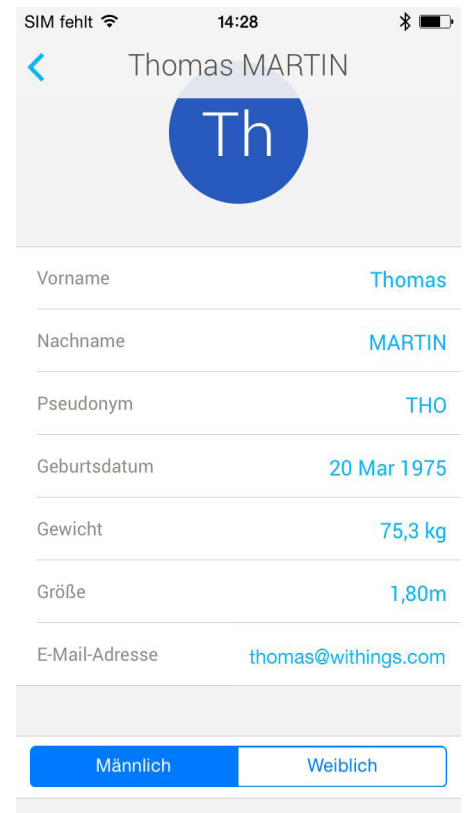 SIM fehlt 14:28
Thomas MARTIN
Th
Vorname Thomas
Nachname MARTIN
Pseudonym THO
Geburtsdatum 20 Mar 1975
Gewicht 75,3 kg
Größe 1,80m
E-Mail-Adresse thomas@withings.com
Männlich Weiblich